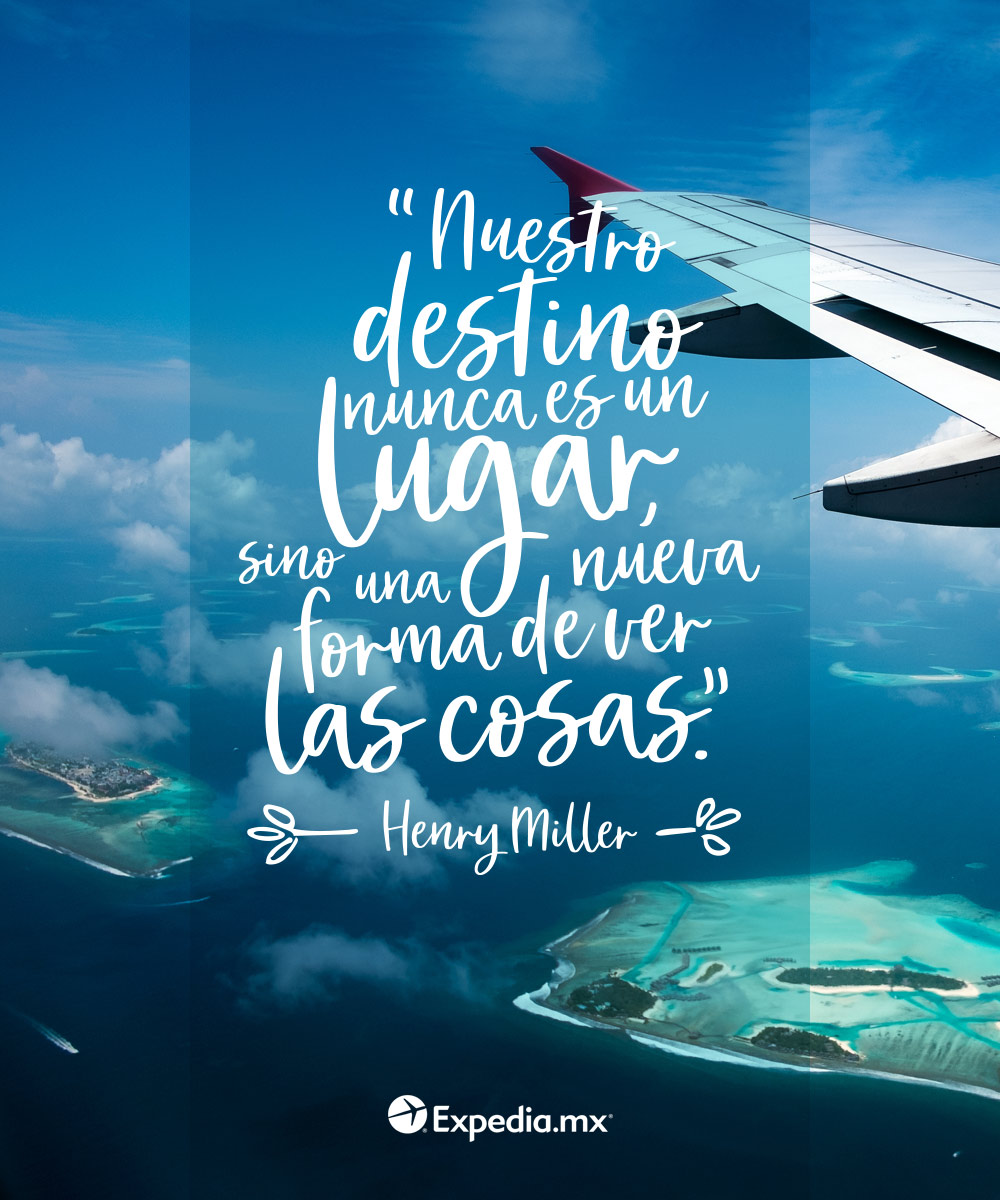 “Nuestro
destino
nunca es un
lugar,
sino una nueva
forma de ver
las cosas.”
Henry Miller
Expedia.mx®